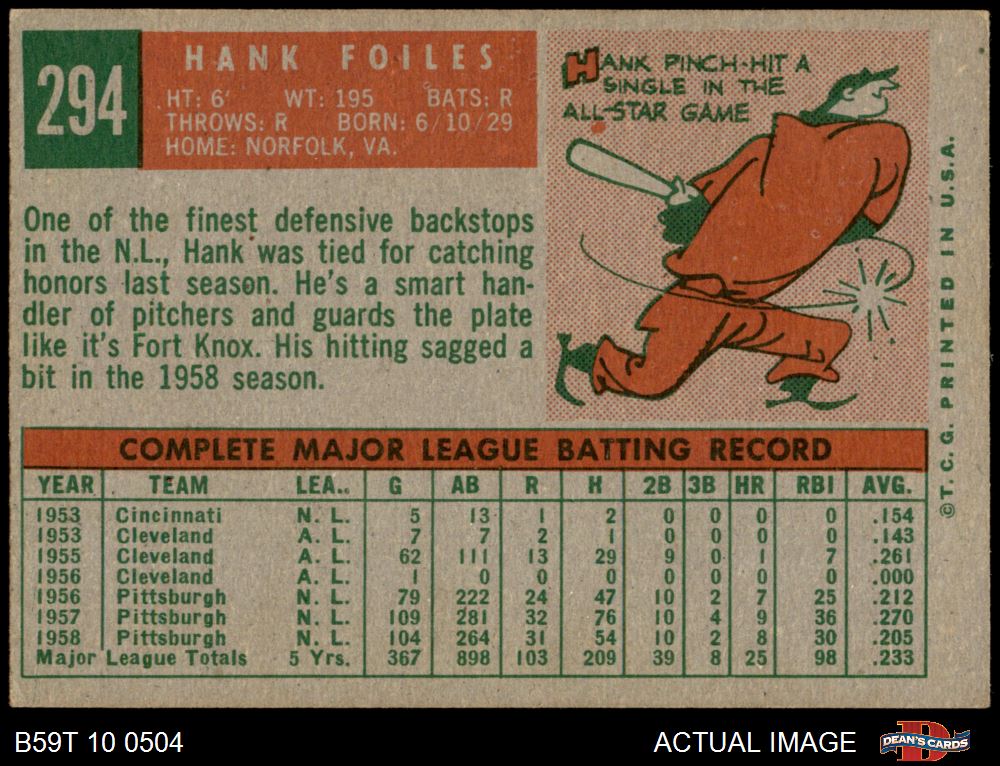 294
HANK FOILES
HT: 6' WT: 195 BATS: R
THROWS: R BORN: 6/10/29
HOME: NORFOLK, VA.
HANK PINCH-HIT A
SINGLE IN THE
ALL-STAR GAME
One of the finest defensive backstops
in the N.L., Hank was tied for catching
honors last season. He's a smart han-
dler of pitchers and guards the plate
like it's Fort Knox. His hitting sagged a
bit in the 1958 season.
COMPLETE MAJOR LEAGUE BATTING RECORD
YEAR TEAM LEA.. G AB R H 2B 3B HR RBI AVG.
1953 Cincinnati N. L. 5 13 1 2 0 0 0 0 .154
1953 Cleveland A. L. 7 7 2 1 0 0 0 0 .143
1955 Cleveland A. L. 62 111 13 29 9 0 1 7 .261
1956 Cleveland A. L. 1 0 0 0 0 0 0 0 .000
1956 Pittsburgh N. L. 79 222 24 47 10 2 7 25 .212
1957 Pittsburgh N. L. 109 281 32 76 10 4 9 36 .270
1958 Pittsburgh N. L. 104 264 31 54 10 2 8 30 .205
Major League Totals 5 Yrs. 367 898 103 209 39 8 25 98 .233
©T. C. G. PRINTED IN U.S.A.
B59T 10 0504
ACTUAL IMAGE
D
DEAN'S CARDS